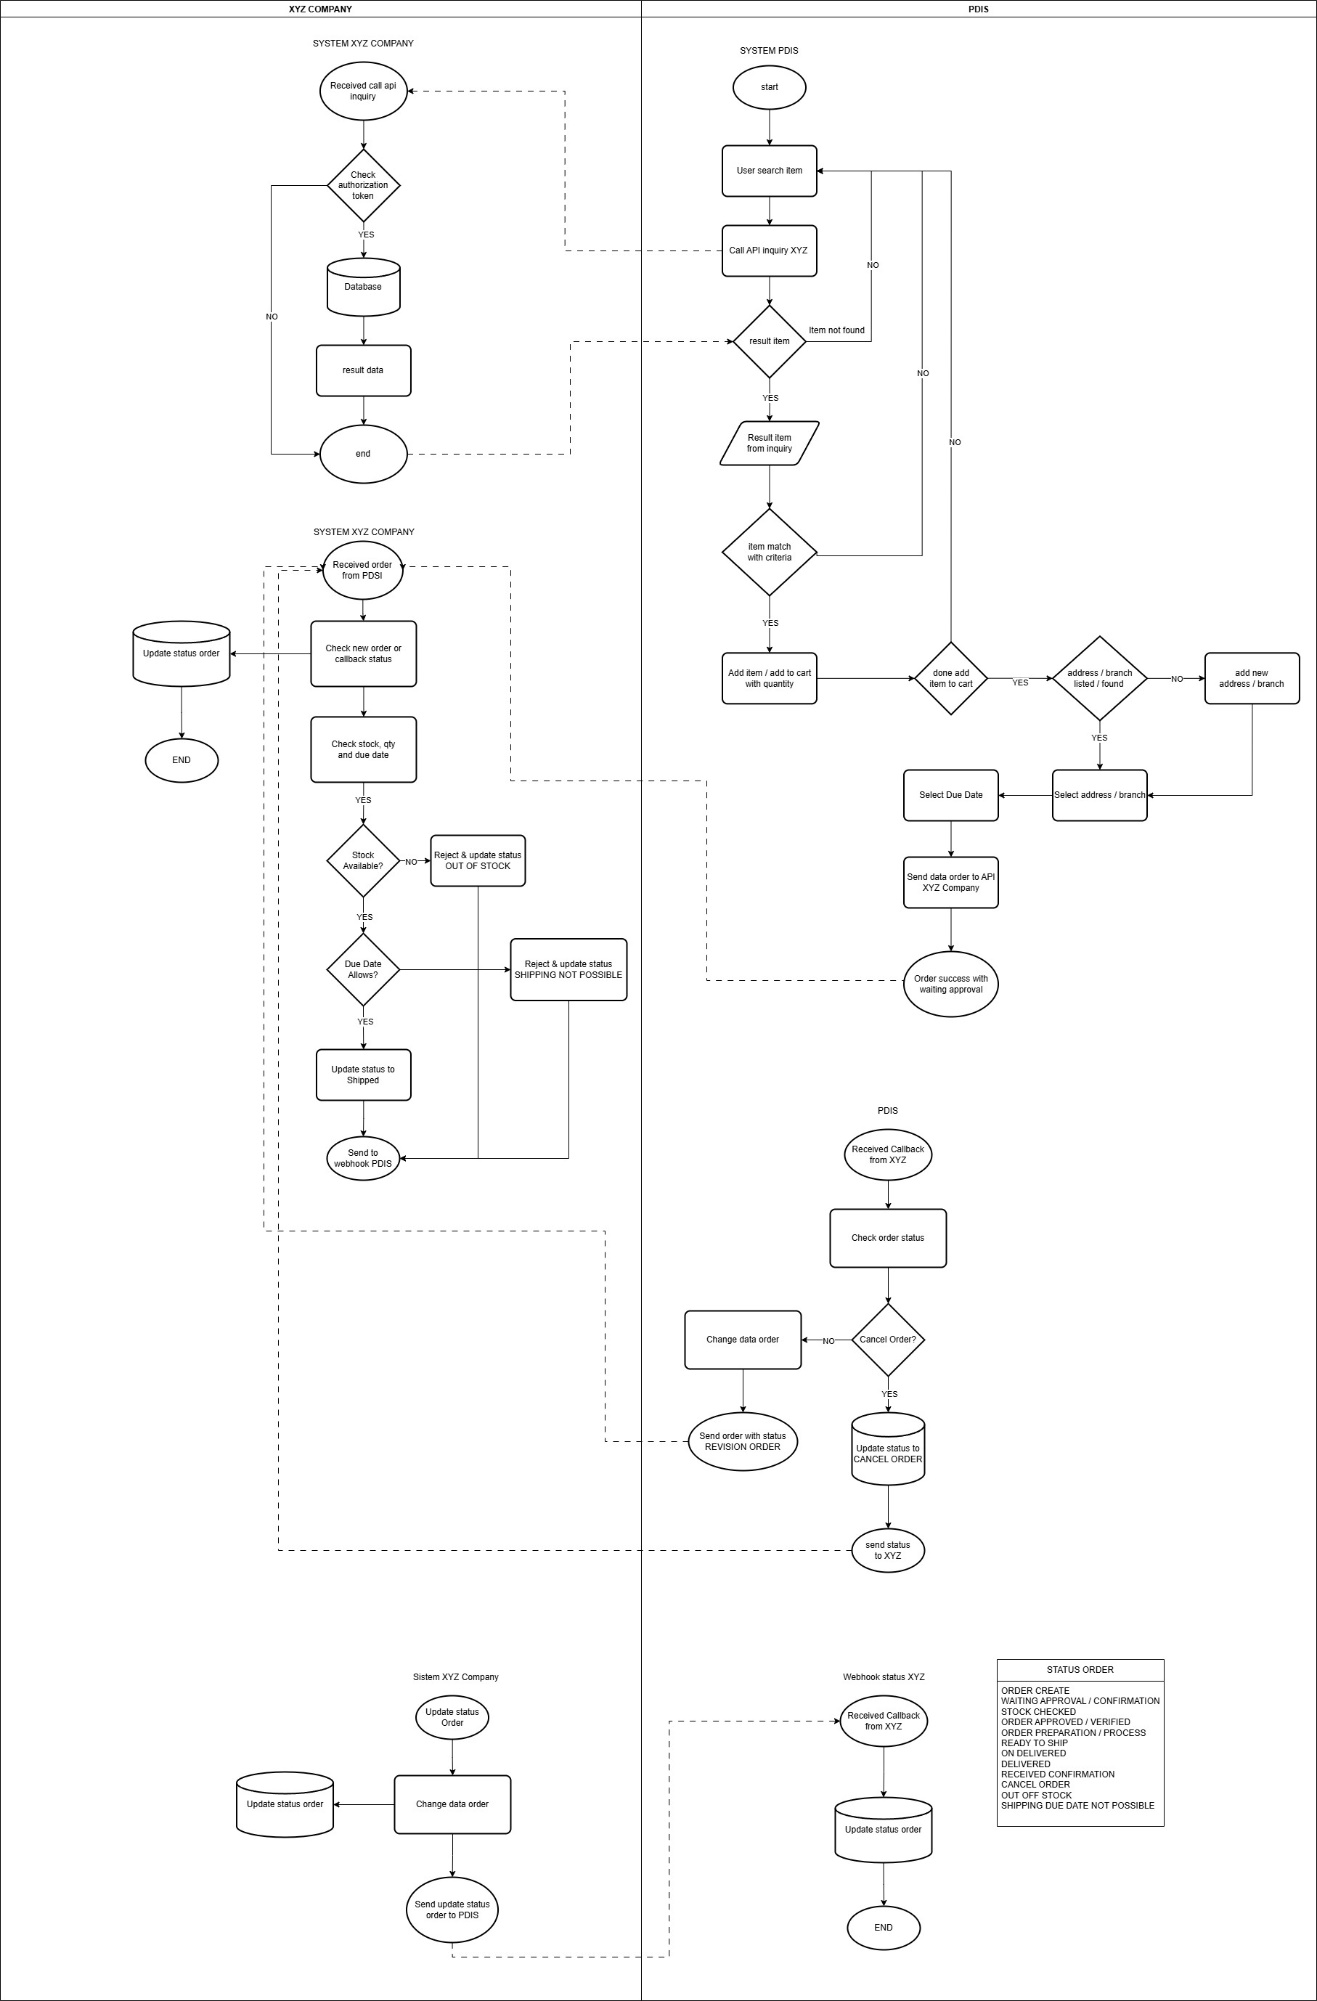 XYZ COMPANY
PDIS
SYSTEM XYZ COMPANY
Received call api
inquiry
Check
authorization
token
YES
NO
Database
result data
end
SYSTEM PDIS
start
User search item
Call API inquiry XYZ
result item
Item not found
NO
YES
Result item
from inquiry
NO
item match
with criteria
YES
Add item / add to cart
with quantity
NO
done add
item to cart
YES
address / branch
listed / found
NO
add new
address / branch
YES
Select address / branch
Select Due Date
Send data order to API
XYZ Company
Order success with
waiting approval
SYSTEM XYZ COMPANY
Received order
from PDSI
Check new order or
callback status
Update status order
END
Check stock, qty
and due date
YES
Stock
Available?
NO
Reject & update status
OUT OF STOCK
YES
Due Date
Allows?
Reject & update status
SHIPPING NOT POSSIBLE
YES
Update status to
Shipped
Send to
webhook PDIS
PDIS
Received Callback
from XYZ
Check order status
Cancel Order?
NO
Change data order
Send order with status
REVISION ORDER
YES
Update status to
CANCEL ORDER
send status
to XYZ
Sistem XYZ Company
Update status
Order
Change data order
Update status order
Send update status
order to PDIS
Webhook status XYZ
Received Callback
from XYZ
Update status order
END
STATUS ORDER
ORDER CREATE
WAITING APPROVAL / CONFIRMATION
STOCK CHECKED
ORDER APPROVED / VERIFIED
ORDER PREPARATION / PROCESS
READY TO SHIP
ON DELIVERED
DELIVERED
RECEIVED CONFIRMATION
CANCEL ORDER
OUT OFF STOCK
SHIPPING DUE DATE NOT POSSIBLE